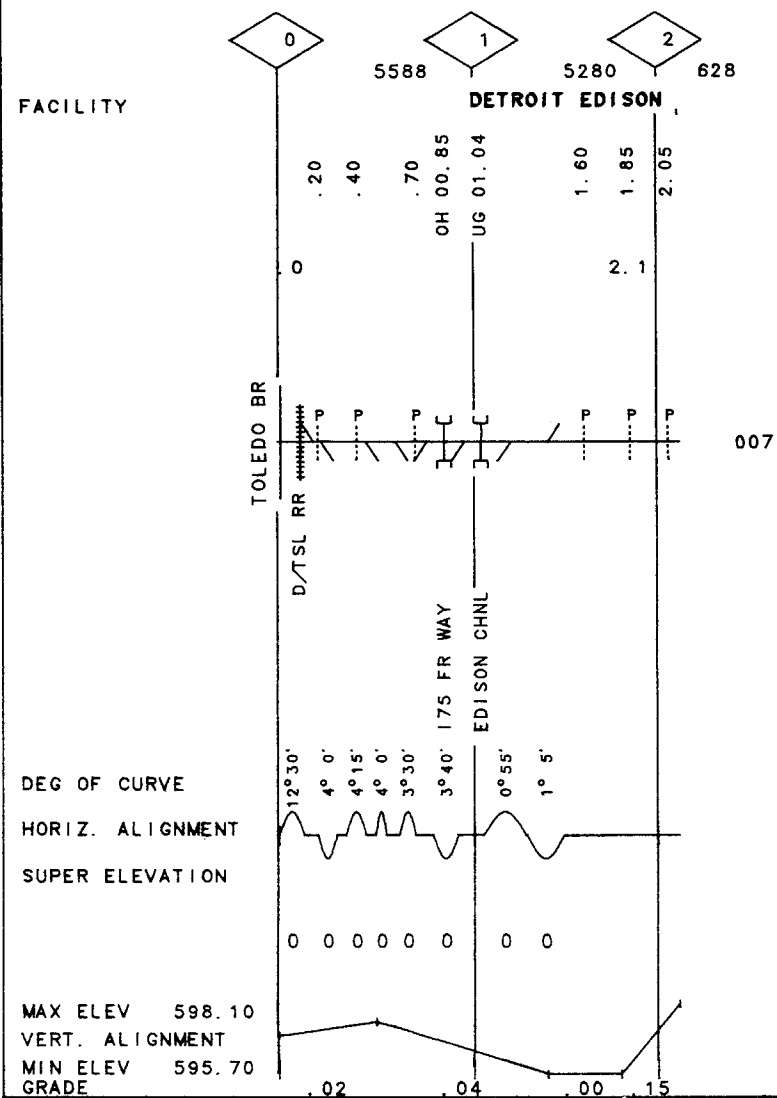 0 1 2
5588 5280 628
FACILITY DETROIT EDISON
.20 .40 .70 OH 00.85 UG 01.04 1.60 1.85 2.05
.0 2.1
TOLEDO BR
P P P P P P
007
D/TSL RR
175 FR WAY
EDISON CHNL
DEG OF CURVE 12°30' 4° 0' 4°15' 4° 0' 3°30' 3°40' 0°55' 1° 5'
HORIZ. ALIGNMENT
SUPER ELEVATION
0 0 0 0 0 0 0 0
MAX ELEV 598.10
VERT. ALIGNMENT
MIN ELEV 595.70
GRADE .02 .04 .00 .15